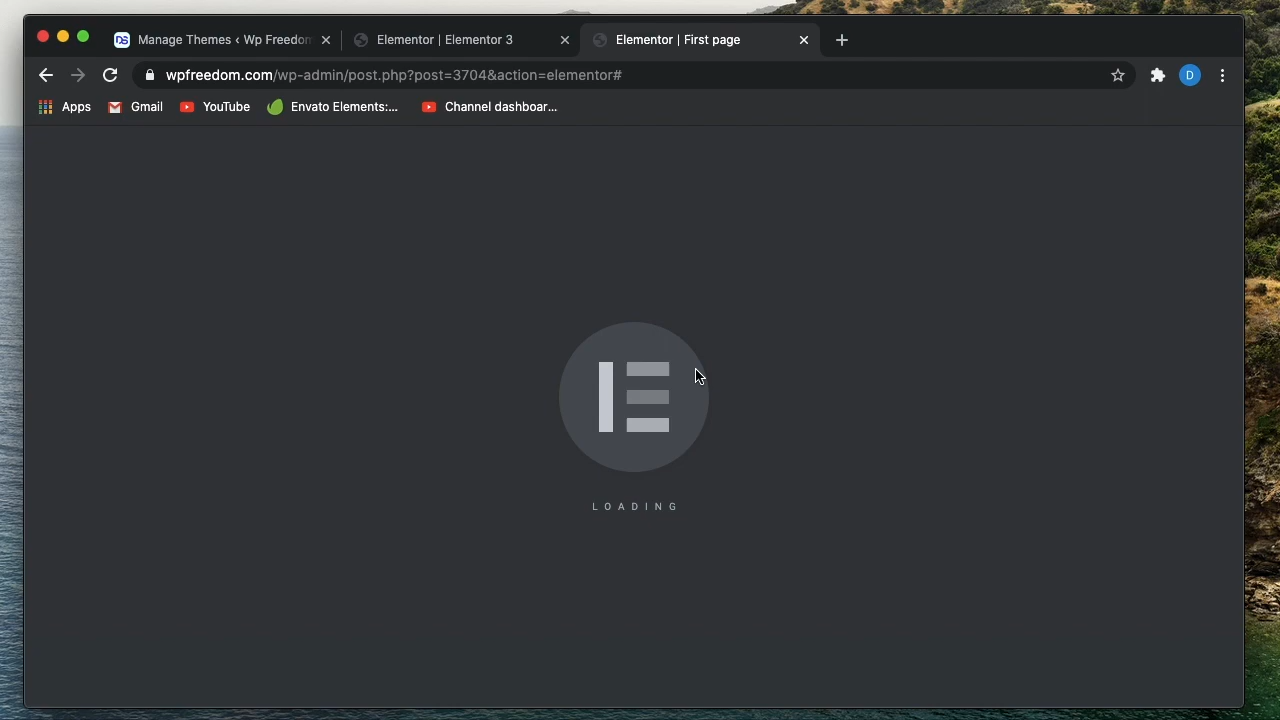 Manage Themes ‹ Wp Freedom
Elementor | Elementor 3
Elementor | First page
wpfreedom.com/wp-admin/post.php?post=3704&action=elementor#
D
Apps
Gmail
YouTube
Envato Elements:...
Channel dashboar...
LOADING